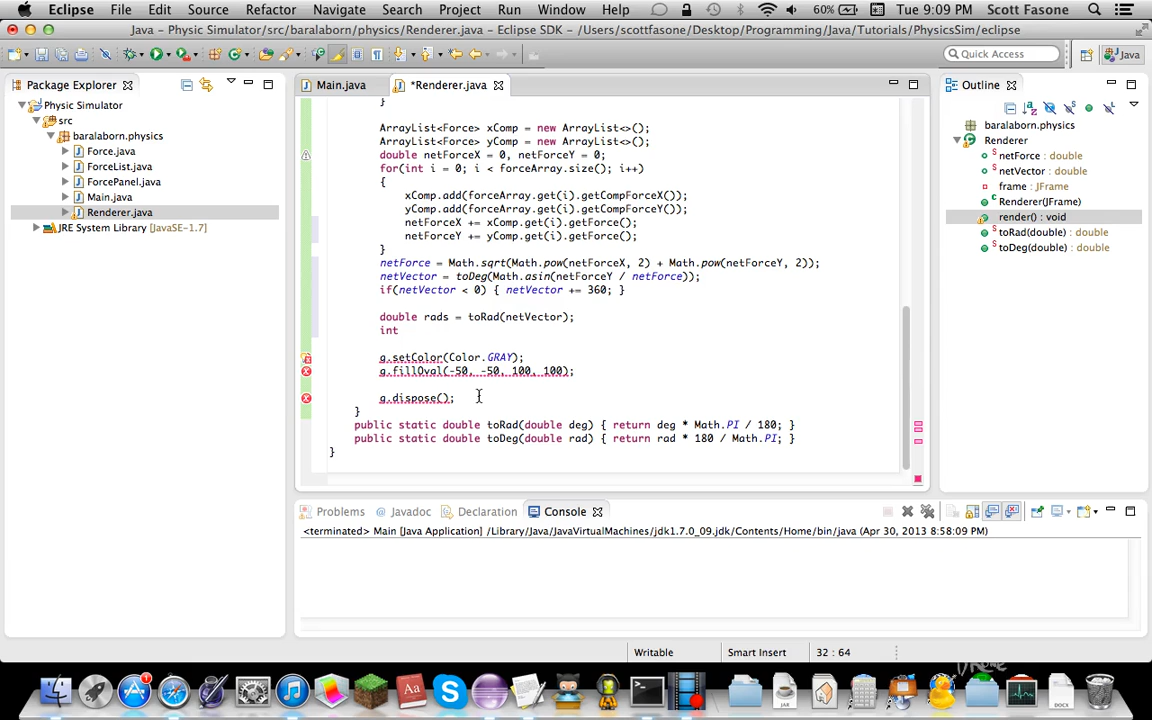 Eclipse File Edit Source Refactor Navigate Search Project Run Window Help 60% Tue 9:09 PM Scott Fasone
Java – Physic Simulator/src/baralaborn/physics/Renderer.java – Eclipse SDK – /Users/scottfasone/Desktop/Programming/Java/Tutorials/PhysicsSim/eclipse
Quick Access Java
Package Explorer
Physic Simulator
src
baralaborn.physics
Force.java
ForceList.java
ForcePanel.java
Main.java
Renderer.java
JRE System Library [JavaSE-1.7]
Main.java *Renderer.java
}
ArrayList<Force> xComp = new ArrayList<>();
ArrayList<Force> yComp = new ArrayList<>();
double netForceX = 0, netForceY = 0;
for(int i = 0; i < forceArray.size(); i++)
{
xComp.add(forceArray.get(i).getCompForceX());
yComp.add(forceArray.get(i).getCompForceY());
netForceX += xComp.get(i).getForce();
netForceY += yComp.get(i).getForce();
}
netForce = Math.sqrt(Math.pow(netForceX, 2) + Math.pow(netForceY, 2));
netVector = toDeg(Math.asin(netForceY / netForce));
if(netVector < 0) { netVector += 360; }
double rads = toRad(netVector);
int
g.setColor(Color.GRAY);
g.fillOval(-50, -50, 100, 100);
g.dispose();
}
public static double toRad(double deg) { return deg * Math.PI / 180; }
public static double toDeg(double rad) { return rad * 180 / Math.PI; }
}
Outline
baralaborn.physics
Renderer
netForce : double
netVector : double
frame : JFrame
Renderer(JFrame)
render() : void
toRad(double) : double
toDeg(double) : double
Problems Javadoc Declaration Console
<terminated> Main [Java Application] /Library/Java/JavaVirtualMachines/jdk1.7.0_09.jdk/Contents/Home/bin/java (Apr 30, 2013 8:58:09 PM)
Writable Smart Insert 32 : 64